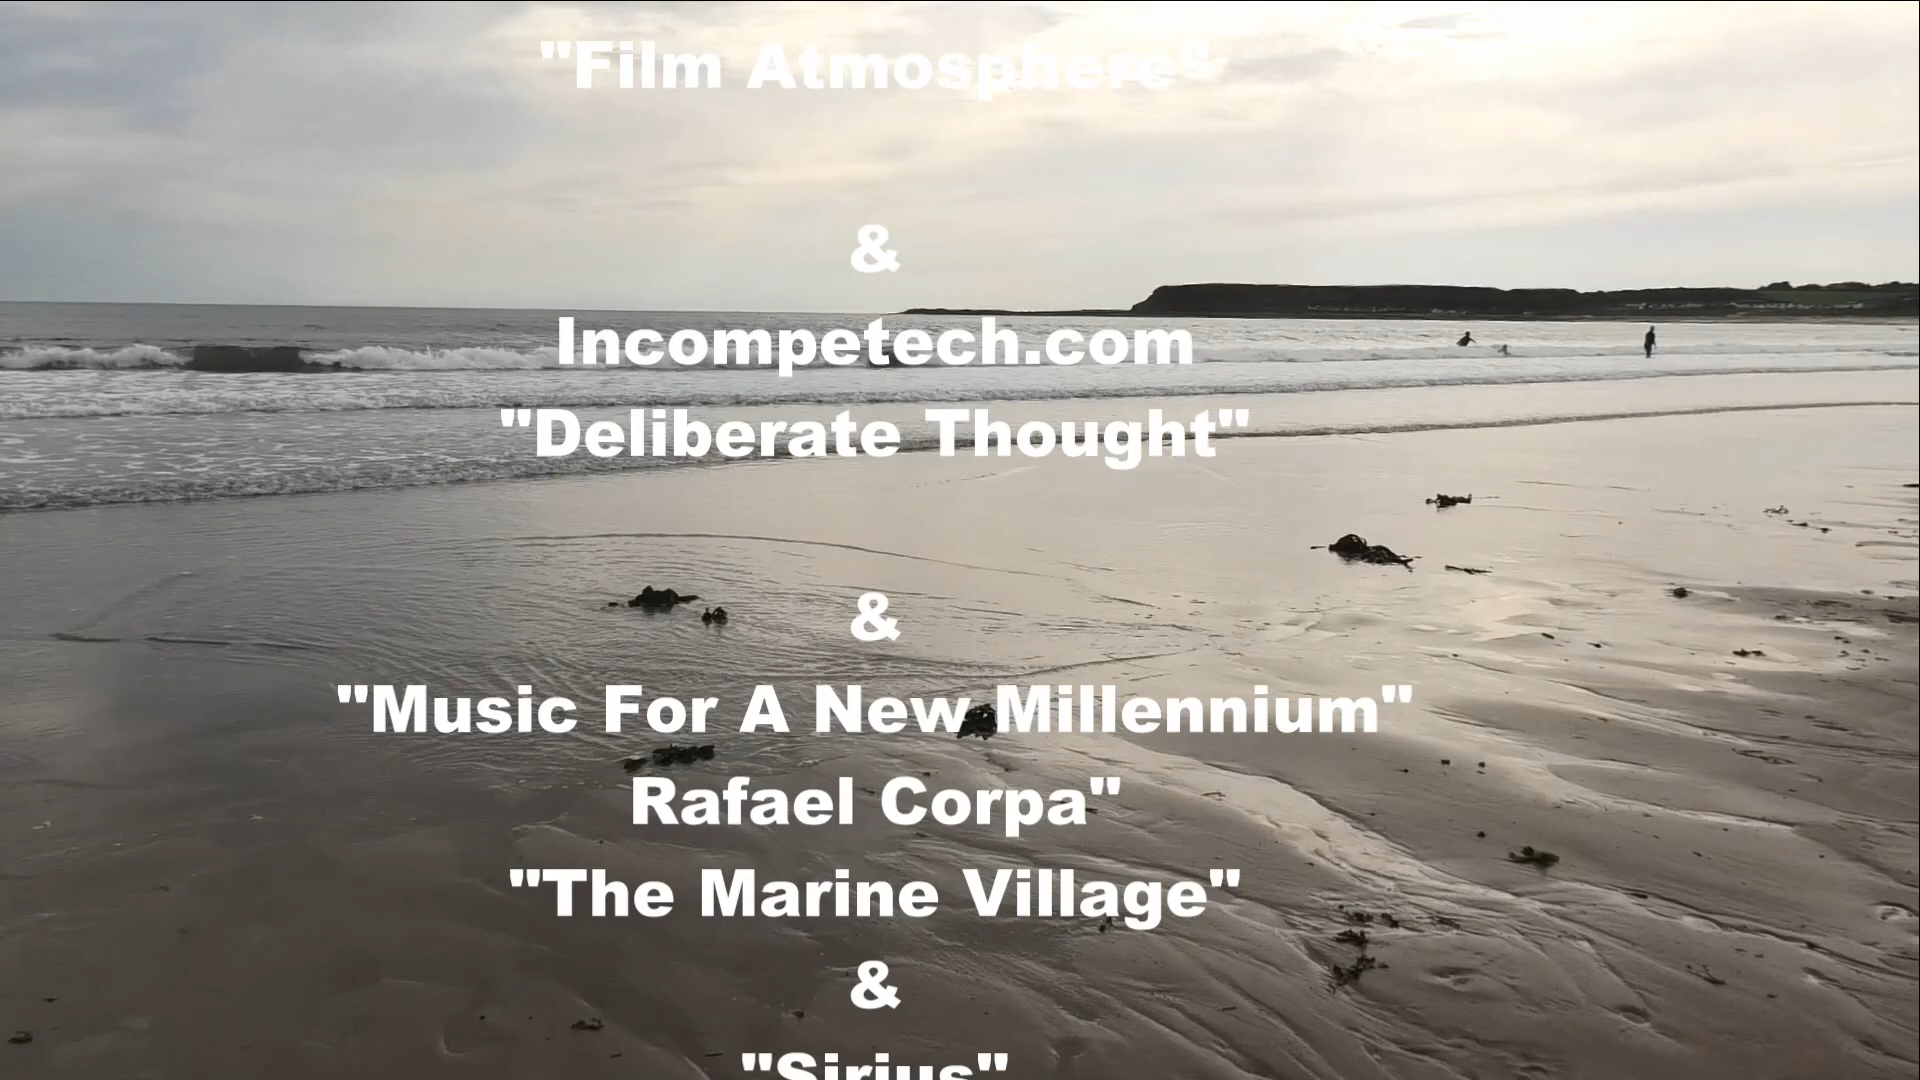 "Film Atmosphere"
&
Incompetech.com
"Deliberate Thought"
&
"Music For A New Millennium"
Rafael Corpa"
"The Marine Village"
&
"Sirius"